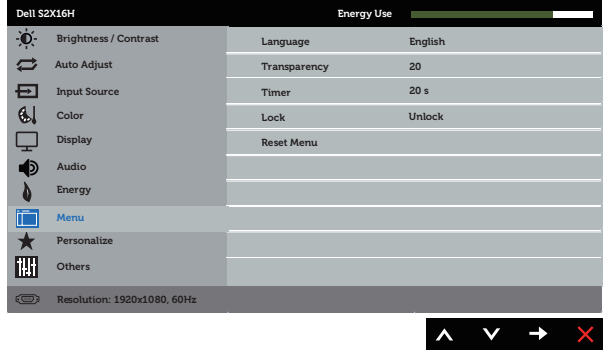 Dell S2X16H Energy Use
Brightness / Contrast
Auto Adjust
Input Source
Color
Display
Audio
Energy
Menu
Personalize
Others
Language English
Transparency 20
Timer 20 s
Lock Unlock
Reset Menu
Resolution: 1920x1080, 60Hz